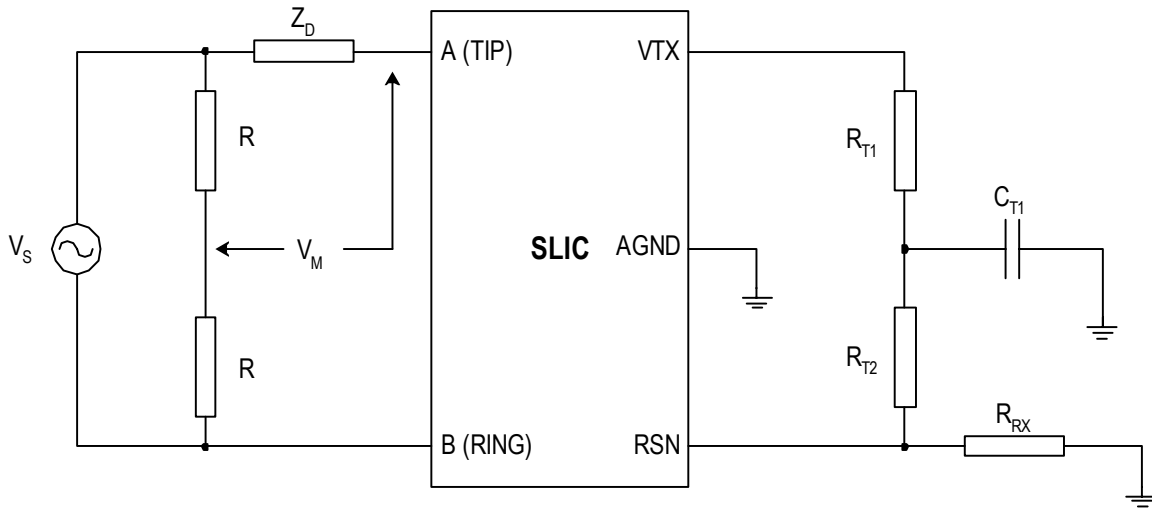 Z_D
A (TIP)
VTX
R
R_T1
C_T1
V_S
V_M
SLIC
AGND
R
R_T2
R_RX
B (RING)
RSN